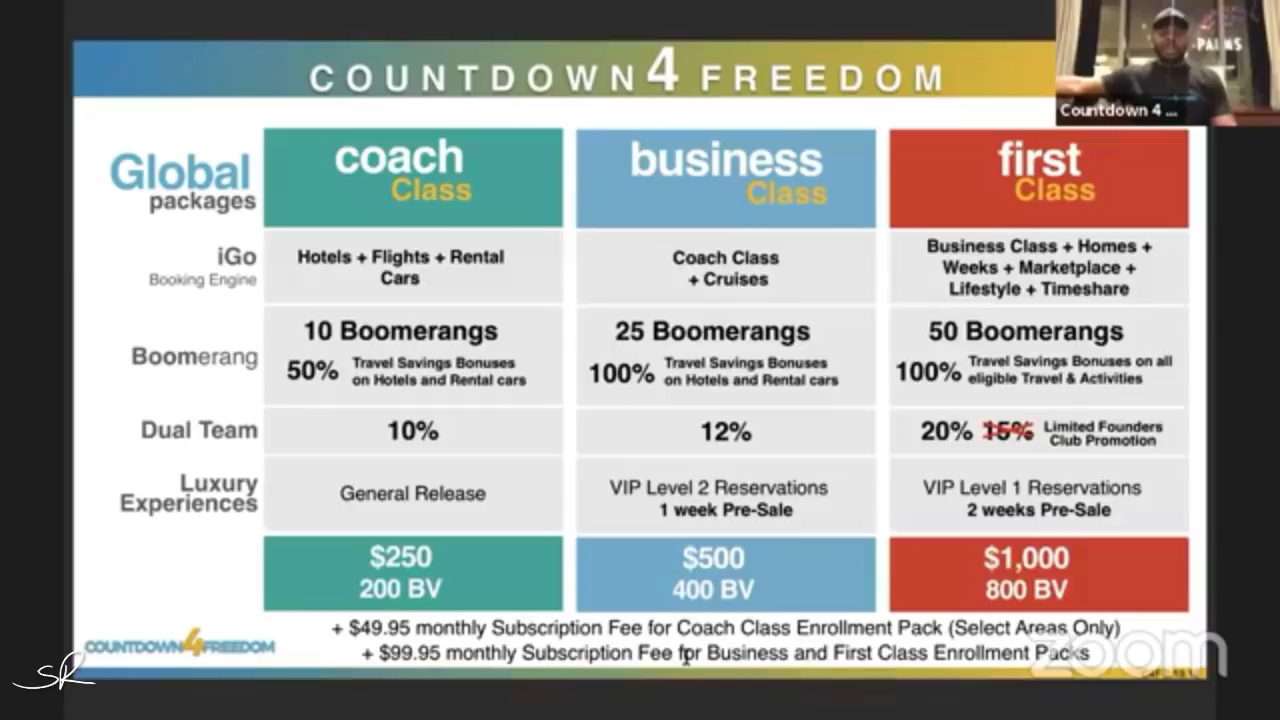 COUNTDOWN 4 FREEDOM
PALMS
Countdown 4 ...
Global
packages
coach
Class
business
Class
first
Class
iGo
Booking Engine
Hotels + Flights + Rental
Cars
Coach Class
+ Cruises
Business Class + Homes +
Weeks + Marketplace +
Lifestyle + Timeshare
Boomerang
10 Boomerangs
50% Travel Savings Bonuses
on Hotels and Rental cars
25 Boomerangs
100% Travel Savings Bonuses
on Hotels and Rental cars
50 Boomerangs
100% Travel Savings Bonuses on all
eligible Travel & Activities
Dual Team
10%
12%
20% 15% Limited Founders
Club Promotion
Luxury
Experiences
General Release
VIP Level 2 Reservations
1 week Pre-Sale
VIP Level 1 Reservations
2 weeks Pre-Sale
$250
200 BV
$500
400 BV
$1,000
800 BV
+ $49.95 monthly Subscription Fee for Coach Class Enrollment Pack (Select Areas Only)
+ $99.95 monthly Subscription Fee for Business and First Class Enrollment Packs
COUNTDOWN4FREEDOM
SR
zoom